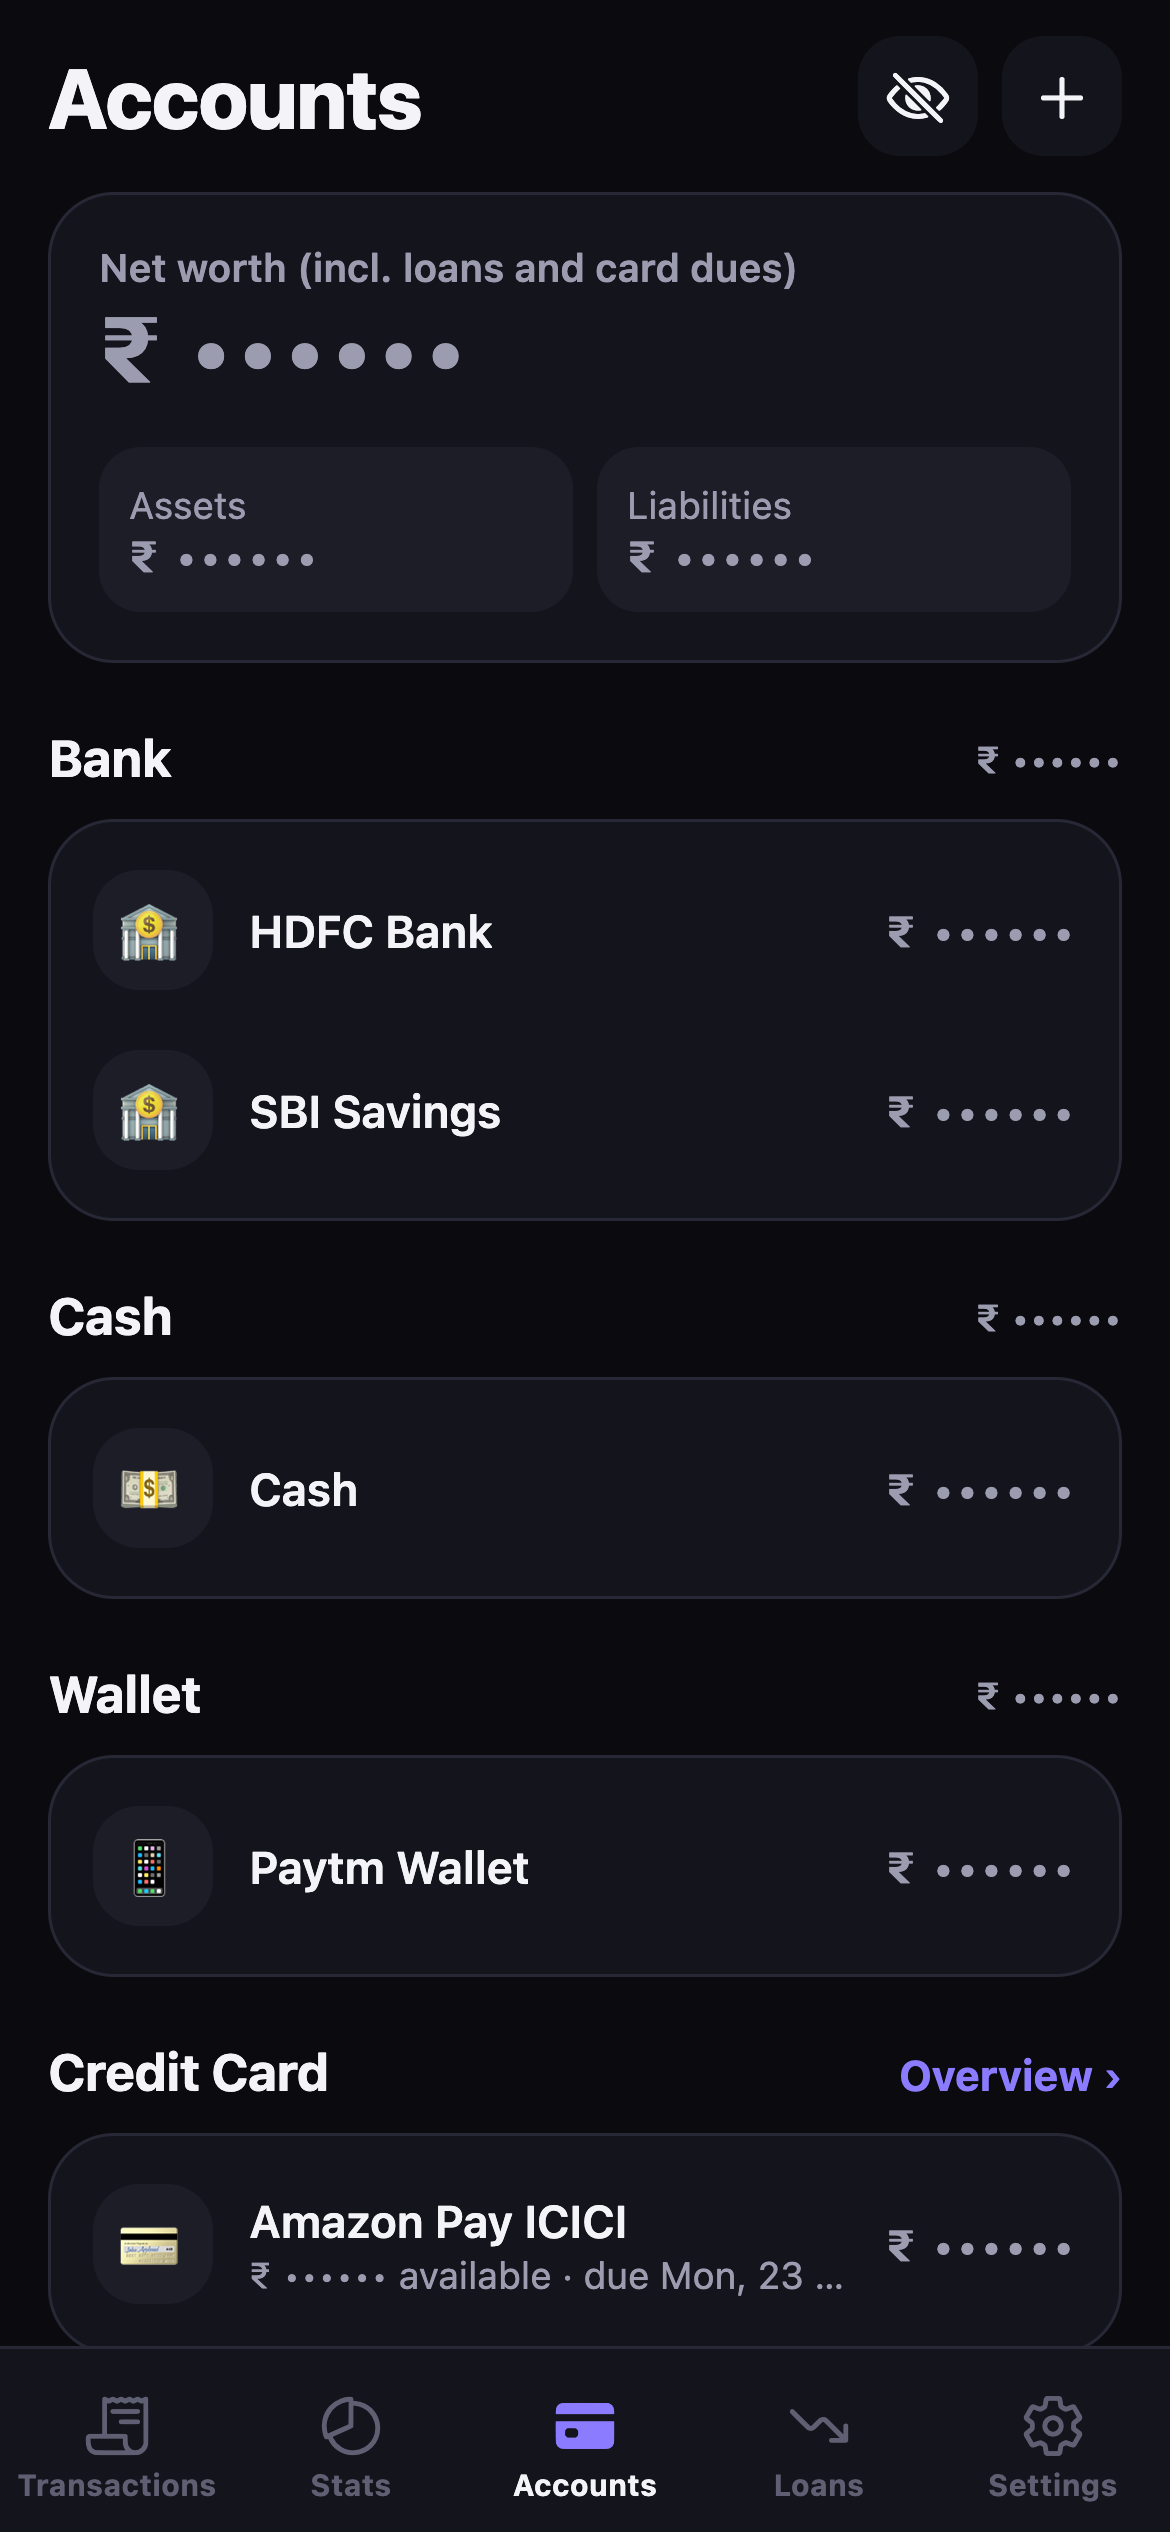 Accounts
Net worth (incl. loans and card dues)
₹ ••••••
Assets
₹ ••••••
Liabilities
₹ ••••••
Bank
₹ ••••••
HDFC Bank
₹ ••••••
SBI Savings
₹ ••••••
Cash
₹ ••••••
Cash
₹ ••••••
Wallet
₹ ••••••
Paytm Wallet
₹ ••••••
Credit Card
Overview ›
Amazon Pay ICICI
₹ •••••• available · due Mon, 23 ...
₹ ••••••
Transactions
Stats
Accounts
Loans
Settings